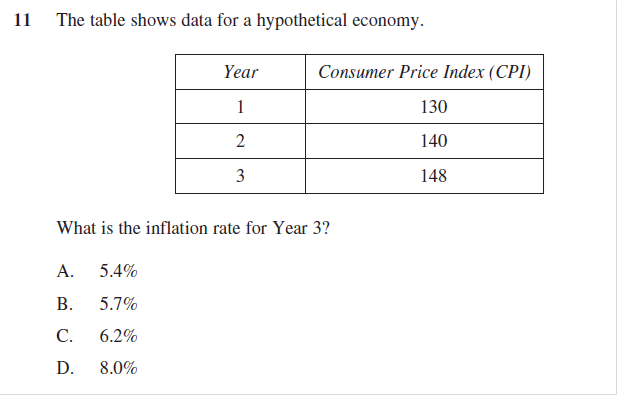 11 The table shows data for a hypothetical economy.
Year Consumer Price Index (CPI)
1 130
2 140
3 148
What is the inflation rate for Year 3?
A. 5.4%
B. 5.7%
C. 6.2%
D. 8.0%